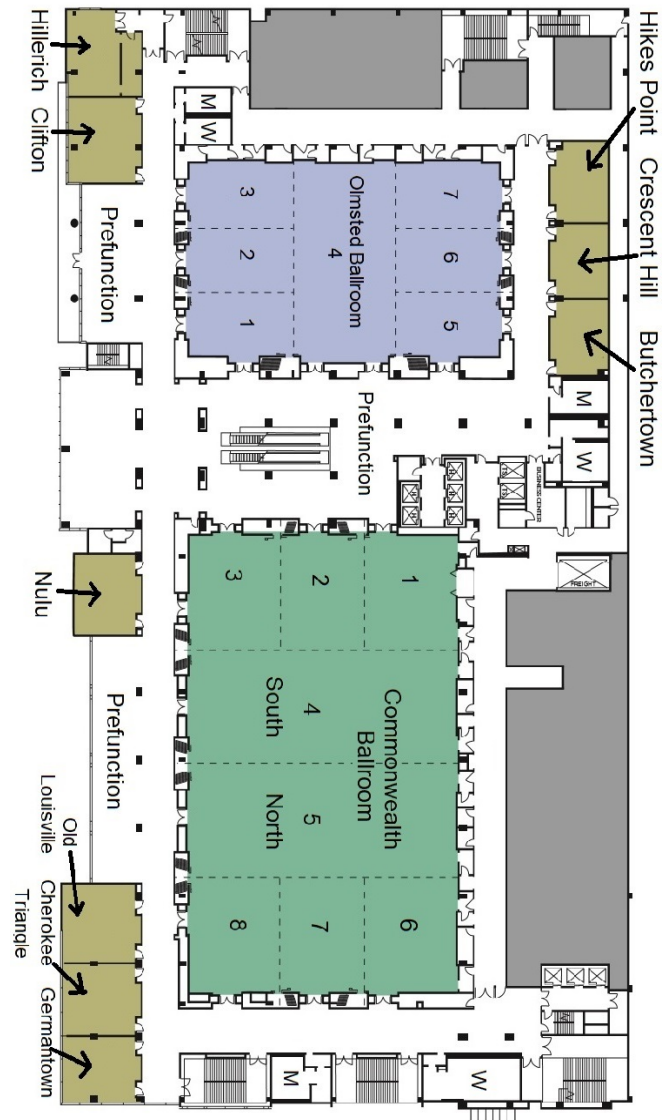 Hikes Point
Crescent Hill
Butchertown
M
W
BUSINESS CENTER
FREIGHT
M
W
Olmsted Ballroom
7
6
5
4
3
2
1
Prefunction
Commonwealth
Ballroom
1
2
3
4
South
5
North
6
7
8
W
M
Prefunction
Prefunction
Hillerich
Clifton
Nulu
Old
Louisville
Cherokee
Triangle
Germantown